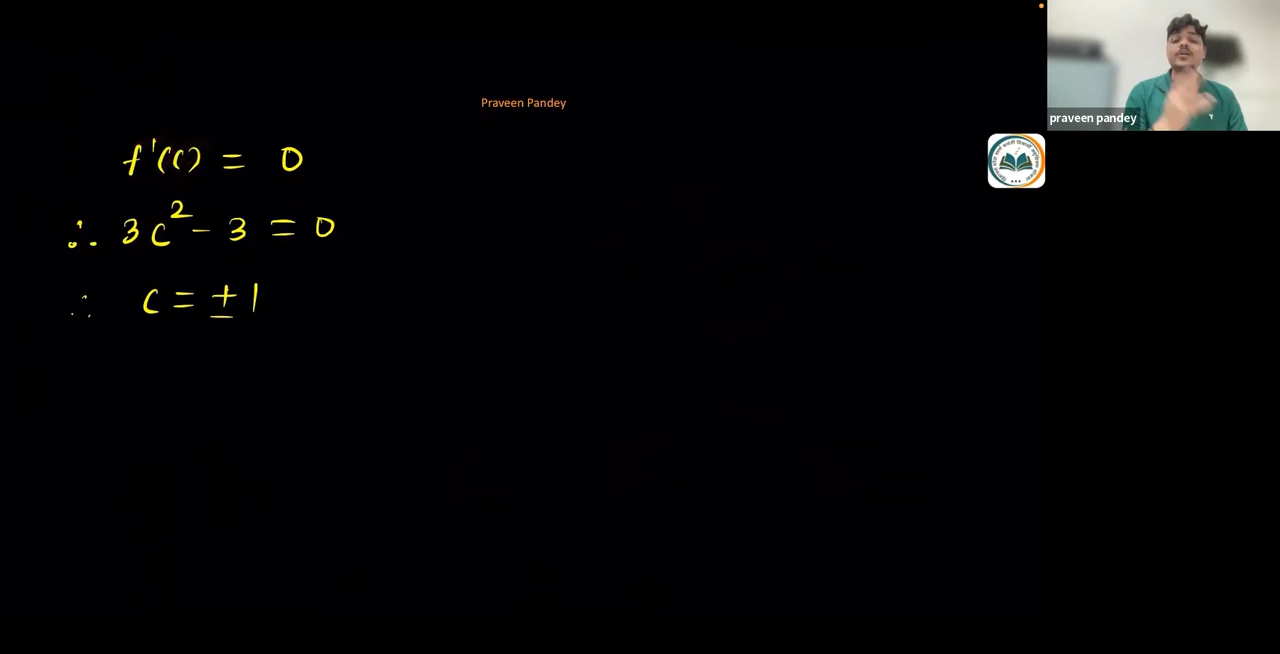 Praveen Pandey
praveen pandey
f'(c) = 0
∴ 3c² - 3 = 0
∴ c = ± 1